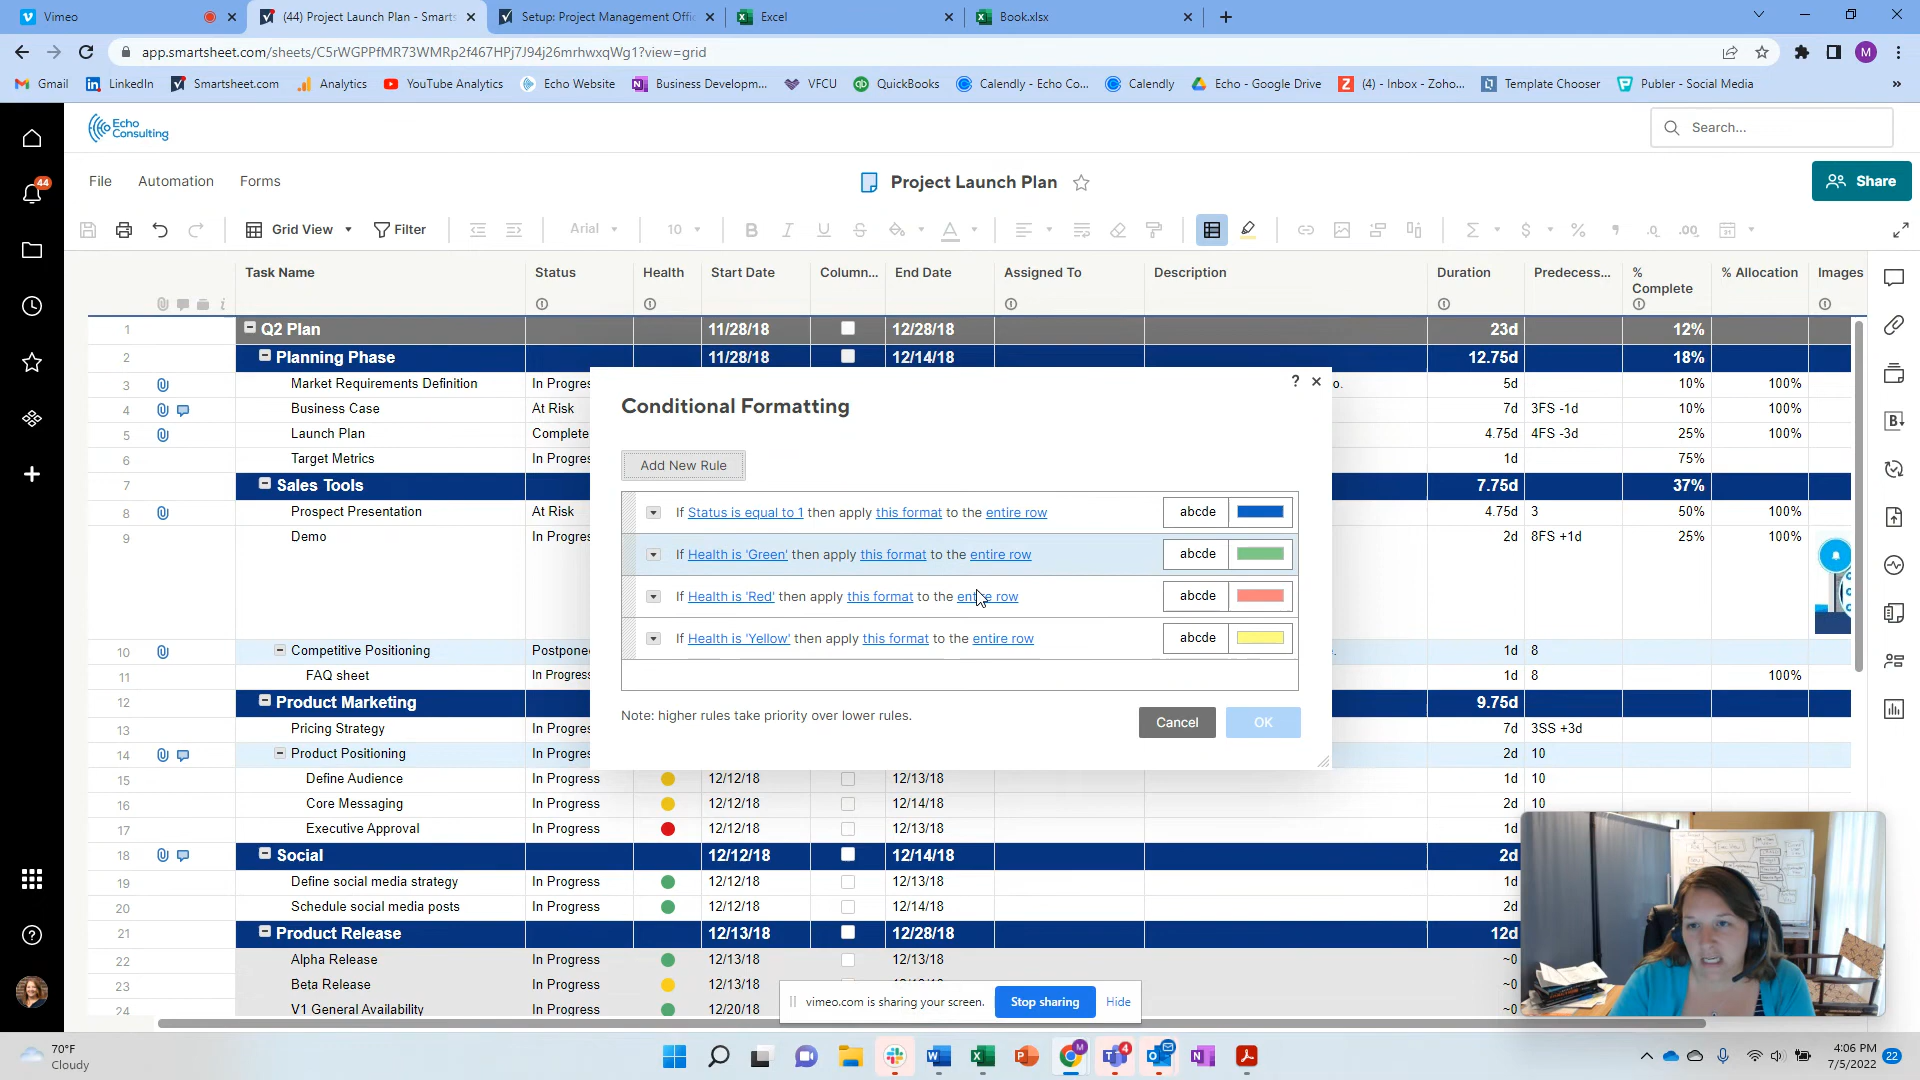 Vimeo
(44) Project Launch Plan - Smarts
Setup: Project Management Offic
Excel
Book.xlsx
app.smartsheet.com/sheets/C5rWGPPfMR73WMRp2f467HPj7J94j26mrhwxqWg1?view=grid
M
Gmail
LinkedIn
Smartsheet.com
Analytics
YouTube Analytics
Echo Website
Business Developm...
VFCU
QuickBooks
Calendly - Echo Co...
Calendly
Echo - Google Drive
(4) - Inbox - Zoho...
Template Chooser
Publer - Social Media
Echo
Consulting
Search...
44
File
Automation
Forms
Project Launch Plan
Share
Grid View
Filter
Arial
10
Task Name
Status
Health
Start Date
Column...
End Date
Assigned To
Description
Duration
Predecess...
% Complete
% Allocation
Images
1 Q2 Plan 11/28/18 12/28/18 23d 12%
2 Planning Phase 11/28/18 12/14/18 12.75d 18%
3 Market Requirements Definition In Progres o. 5d 10% 100%
4 Business Case At Risk 7d 3FS -1d 10% 100%
5 Launch Plan Complete 4.75d 4FS -3d 25% 100%
6 Target Metrics In Progres 1d 75%
7 Sales Tools 7.75d 37%
8 Prospect Presentation At Risk 4.75d 3 50% 100%
9 Demo In Progres 2d 8FS +1d 25% 100%
10 Competitive Positioning Postpone 1d 8
11 FAQ sheet In Progress 1d 8 100%
12 Product Marketing 9.75d
13 Pricing Strategy In Progres 7d 3SS +3d
14 Product Positioning In Progres 2d 10
15 Define Audience In Progress 12/12/18 12/13/18 1d 10
16 Core Messaging In Progress 12/12/18 12/14/18 2d 10
17 Executive Approval In Progress 12/12/18 12/13/18 1d
18 Social 12/12/18 12/14/18 2d
19 Define social media strategy In Progress 12/12/18 12/13/18 1d
20 Schedule social media posts In Progress 12/12/18 12/14/18 2d
21 Product Release 12/13/18 12/28/18 12d
22 Alpha Release In Progress 12/13/18 12/13/18 ~0
23 Beta Release In Progress 12/13/18 ~0
24 V1 General Availability In Progress 12/20/18 ~0
Conditional Formatting
Add New Rule
If Status is equal to 1 then apply this format to the entire row abcde
If Health is 'Green' then apply this format to the entire row abcde
If Health is 'Red' then apply this format to the entire row abcde
If Health is 'Yellow' then apply this format to the entire row abcde
Note: higher rules take priority over lower rules.
Cancel
OK
vimeo.com is sharing your screen.
Stop sharing
Hide
70°F
Cloudy
4
4:06 PM
7/5/2022
22